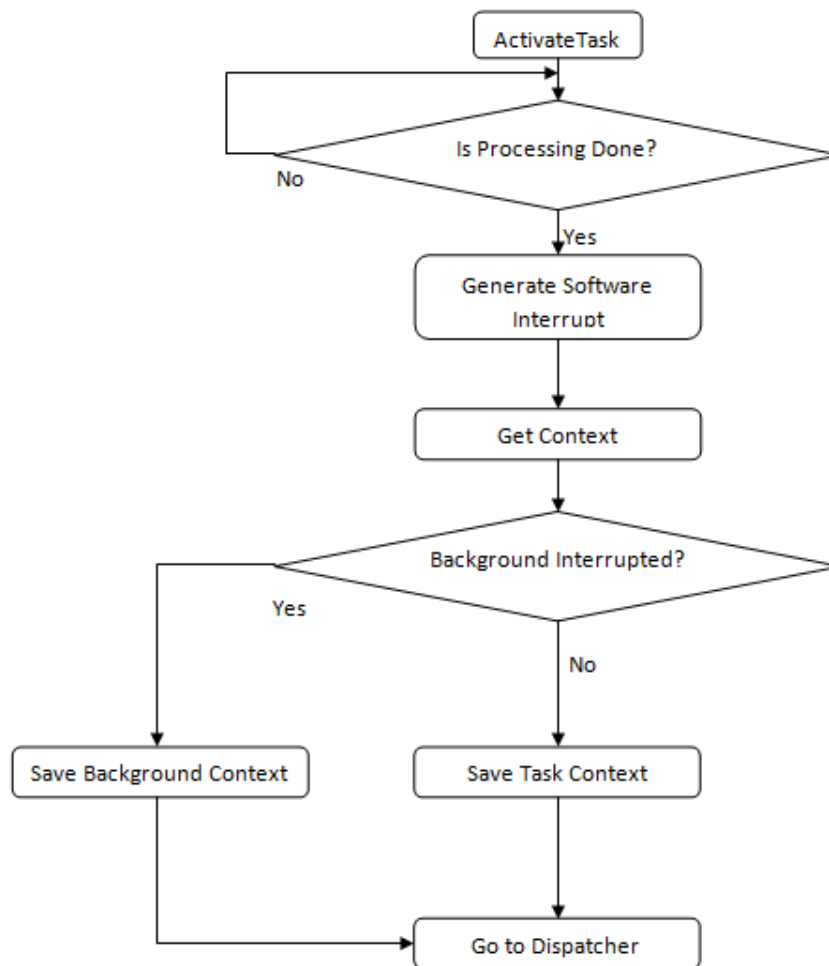 ActivateTask
Is Processing Done?
No
Yes
Generate Software
Interrupt
Get Context
Background Interrupted?
Yes
No
Save Background Context
Save Task Context
Go to Dispatcher